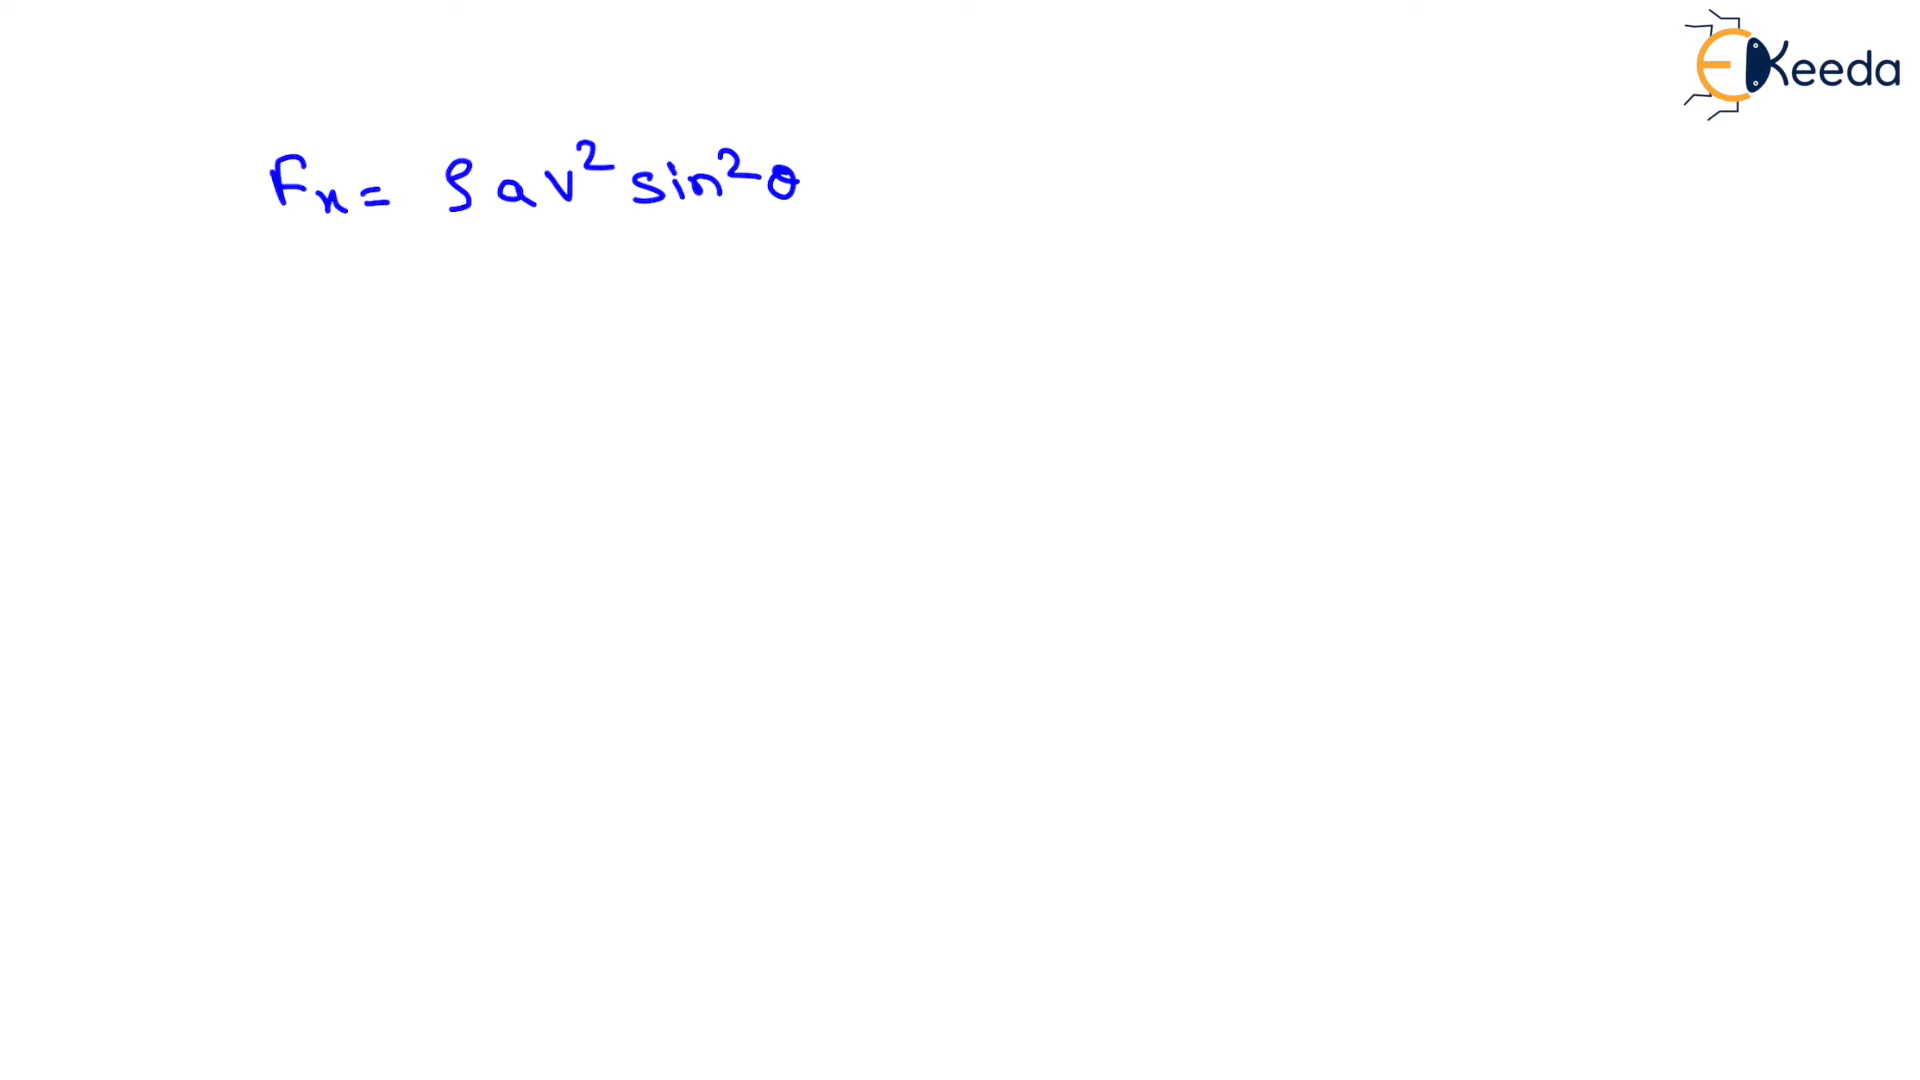 EKeeda
Fx = ρ a v² sin²θ